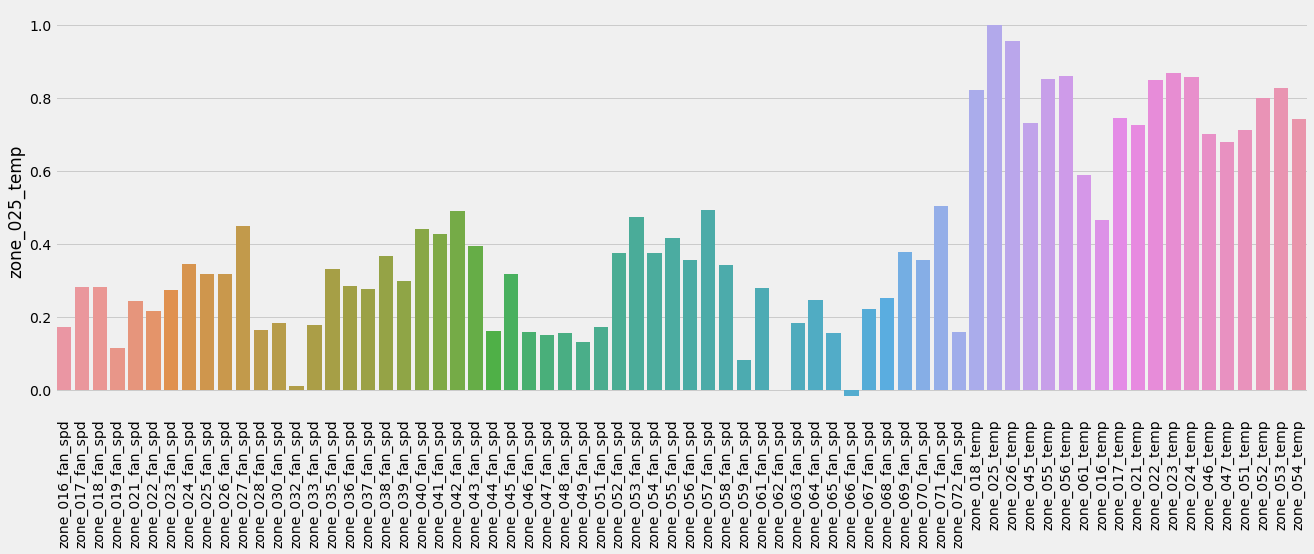 1.0
0.8
0.6
0.4
0.2
0.0
zone_025_temp
zone_016_fan_spd
zone_017_fan_spd
zone_018_fan_spd
zone_019_fan_spd
zone_021_fan_spd
zone_022_fan_spd
zone_023_fan_spd
zone_024_fan_spd
zone_025_fan_spd
zone_026_fan_spd
zone_027_fan_spd
zone_028_fan_spd
zone_030_fan_spd
zone_032_fan_spd
zone_033_fan_spd
zone_035_fan_spd
zone_036_fan_spd
zone_037_fan_spd
zone_038_fan_spd
zone_039_fan_spd
zone_040_fan_spd
zone_041_fan_spd
zone_042_fan_spd
zone_043_fan_spd
zone_044_fan_spd
zone_045_fan_spd
zone_046_fan_spd
zone_047_fan_spd
zone_048_fan_spd
zone_049_fan_spd
zone_051_fan_spd
zone_052_fan_spd
zone_053_fan_spd
zone_054_fan_spd
zone_055_fan_spd
zone_056_fan_spd
zone_057_fan_spd
zone_058_fan_spd
zone_059_fan_spd
zone_061_fan_spd
zone_062_fan_spd
zone_063_fan_spd
zone_064_fan_spd
zone_065_fan_spd
zone_066_fan_spd
zone_067_fan_spd
zone_068_fan_spd
zone_069_fan_spd
zone_070_fan_spd
zone_071_fan_spd
zone_072_fan_spd
zone_018_temp
zone_025_temp
zone_026_temp
zone_045_temp
zone_055_temp
zone_056_temp
zone_061_temp
zone_016_temp
zone_017_temp
zone_021_temp
zone_022_temp
zone_023_temp
zone_024_temp
zone_046_temp
zone_047_temp
zone_051_temp
zone_052_temp
zone_053_temp
zone_054_temp